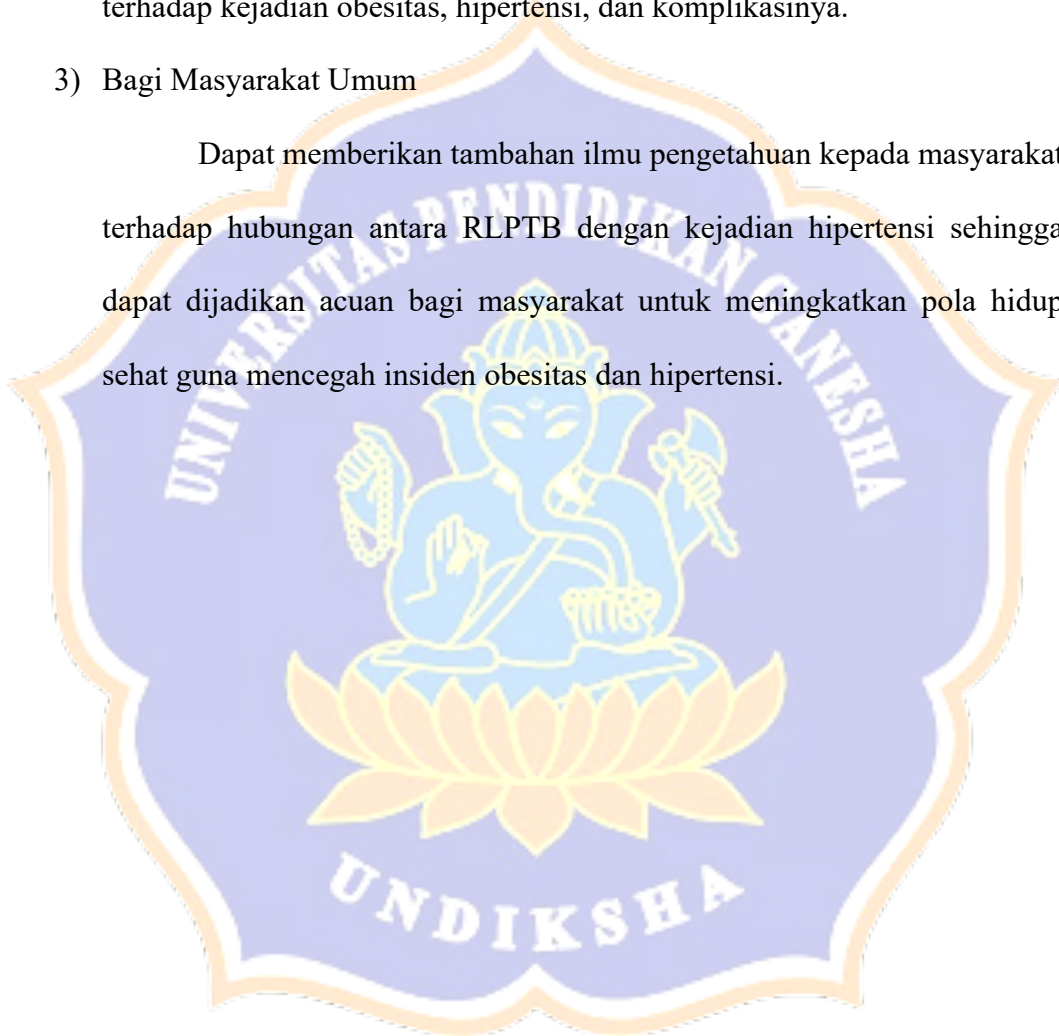 terhadap kejadian obesitas, hipertensi, dan komplikasinya.
3) Bagi Masyarakat Umum
Dapat memberikan tambahan ilmu pengetahuan kepada masyarakat
terhadap hubungan antara RLPTB dengan kejadian hipertensi sehingga
dapat dijadikan acuan bagi masyarakat untuk meningkatkan pola hidup
sehat guna mencegah insiden obesitas dan hipertensi.
UNIVERSITAS PENDIDIKAN GANESHA
UNDIKSHA